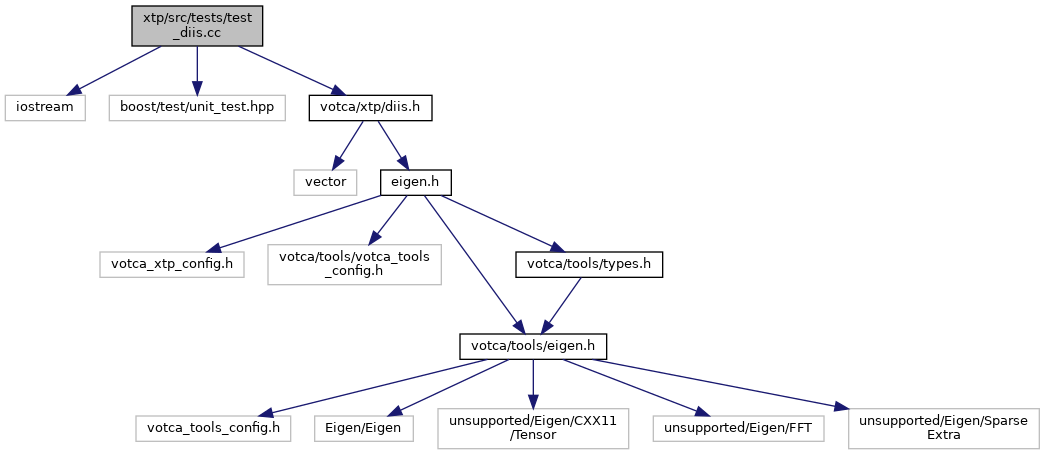 xtp/src/tests/test
_diis.cc
iostream
boost/test/unit_test.hpp
votca/xtp/diis.h
vector
eigen.h
votca_xtp_config.h
votca/tools/votca_tools
_config.h
votca/tools/types.h
votca/tools/eigen.h
votca_tools_config.h
Eigen/Eigen
unsupported/Eigen/CXX11
/Tensor
unsupported/Eigen/FFT
unsupported/Eigen/Sparse
Extra